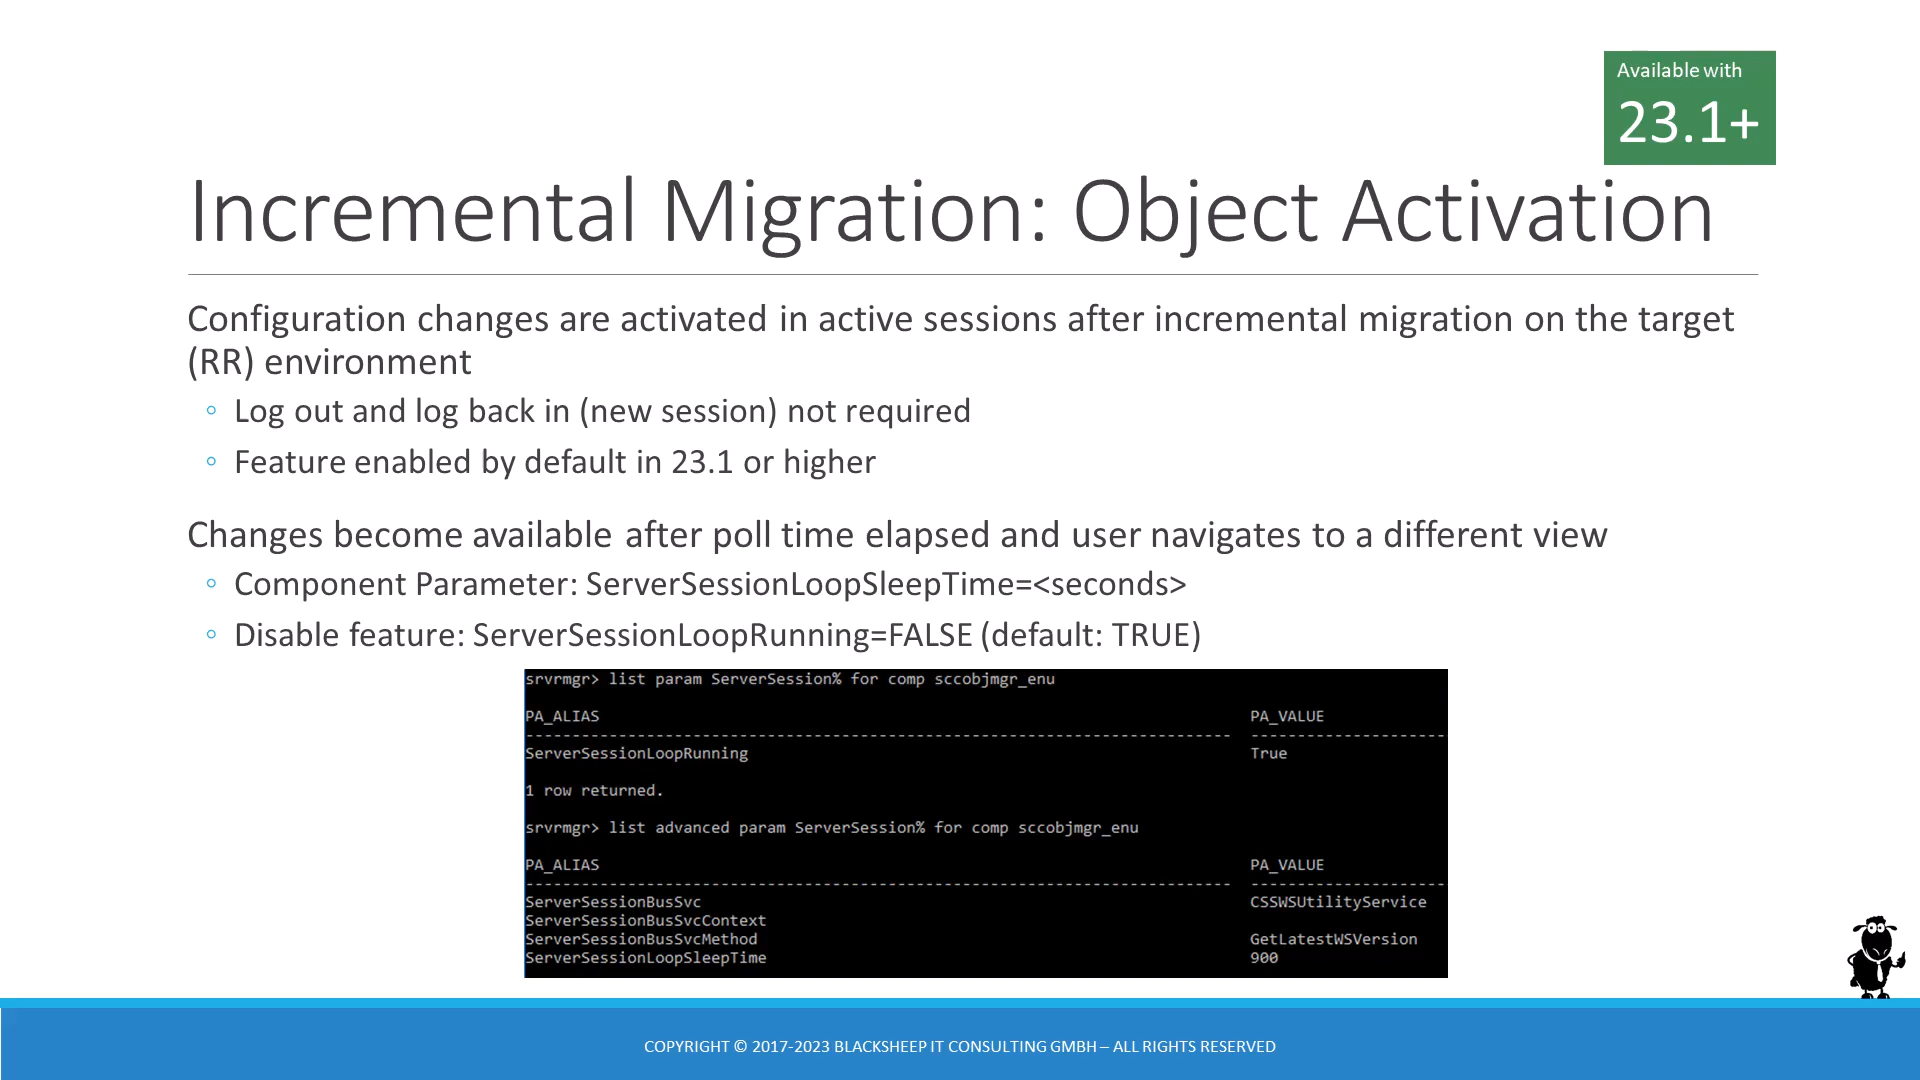 Available with
23.1+
Incremental Migration: Object Activation
Configuration changes are activated in active sessions after incremental migration on the target
(RR) environment
◦ Log out and log back in (new session) not required
◦ Feature enabled by default in 23.1 or higher
Changes become available after poll time elapsed and user navigates to a different view
◦ Component Parameter: ServerSessionLoopSleepTime=<seconds>
◦ Disable feature: ServerSessionLoopRunning=FALSE (default: TRUE)
srvrmgr> list param ServerSession% for comp sccobjmgr_enu
PA_ALIAS PA_VALUE
---------------------------------------------------------------------------- ---------------------
ServerSessionLoopRunning True
1 row returned.
srvrmgr> list advanced param ServerSession% for comp sccobjmgr_enu
PA_ALIAS PA_VALUE
---------------------------------------------------------------------------- ---------------------
ServerSessionBusSvc CSSWSUtilityService
ServerSessionBusSvcContext
ServerSessionBusSvcMethod GetLatestWSVersion
ServerSessionLoopSleepTime 900
COPYRIGHT © 2017-2023 BLACKSHEEP IT CONSULTING GMBH – ALL RIGHTS RESERVED